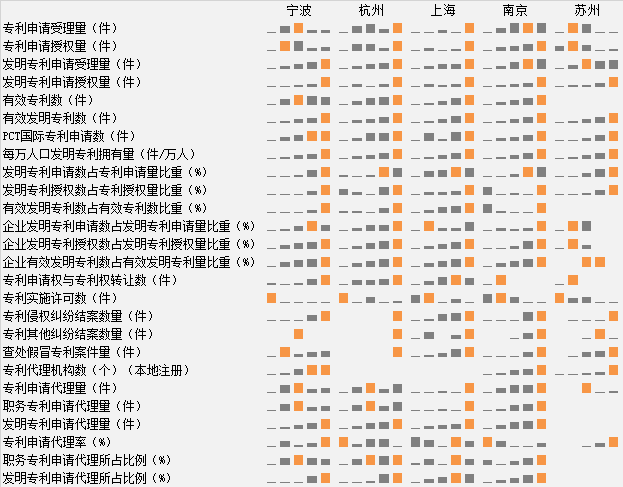 宁波 杭州 上海 南京 苏州
专利申请受理量（件）
专利申请授权量（件）
发明专利申请受理量（件）
发明专利申请授权量（件）
有效专利数（件）
有效发明专利数（件）
PCT国际专利申请数（件）
每万人口发明专利拥有量（件/万人）
发明专利申请数占专利申请量比重（%）
发明专利授权数占专利授权量比重（%）
有效发明专利数占有效专利数比重（%）
企业发明专利申请数占发明专利申请量比重（%）
企业发明专利授权数占发明专利授权量比重（%）
企业有效发明专利数占有效发明专利量比重（%）
专利申请权与专利权转让数（件）
专利实施许可数（件）
专利侵权纠纷结案数量（件）
专利其他纠纷结案数量（件）
查处假冒专利案件量（件）
专利代理机构数（个）（本地注册）
专利申请代理量（件）
职务专利申请代理量（件）
发明专利申请代理量（件）
专利申请代理率（%）
职务专利申请代理所占比例（%）
发明专利申请代理所占比例（%）